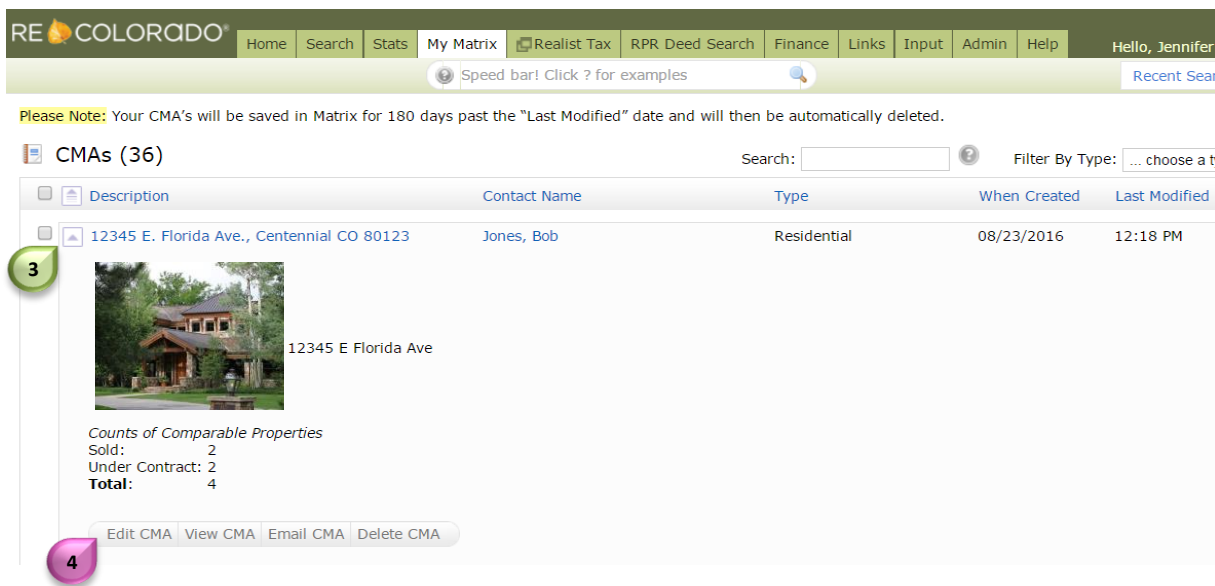 RE COLORADO®
Home Search Stats My Matrix Realist Tax RPR Deed Search Finance Links Input Admin Help Hello, Jennifer
Speed bar! Click ? for examples Recent Sear
Please Note: Your CMA's will be saved in Matrix for 180 days past the "Last Modified" date and will then be automatically deleted.
CMAs (36) Search: ? Filter By Type: ... choose a t
Description Contact Name Type When Created Last Modified
12345 E. Florida Ave., Centennial CO 80123 Jones, Bob Residential 08/23/2016 12:18 PM
3
12345 E Florida Ave
Counts of Comparable Properties
Sold: 2
Under Contract: 2
Total: 4
Edit CMA View CMA Email CMA Delete CMA
4